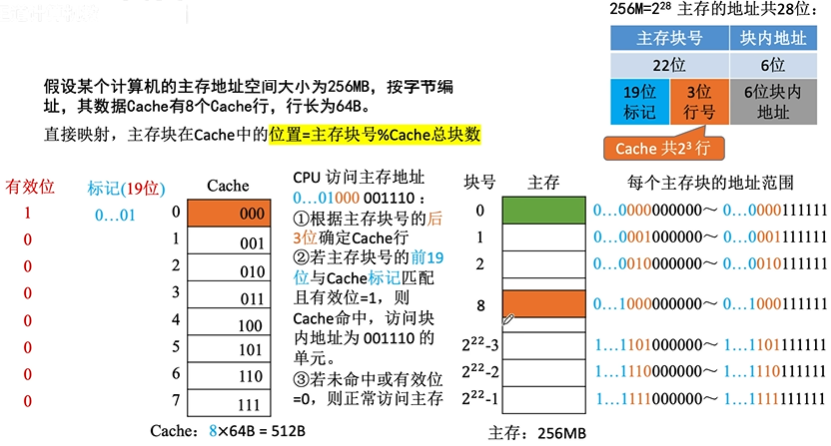 256M=2²⁸ 主存的地址共28位：
主存块号 块内地址
22位 6位
19位 标记 3位 行号 6位块内 地址
Cache 共2³ 行
假设某个计算机的主存地址空间大小为256MB，按字节编
址，其数据Cache有8个Cache行，行长为64B。
直接映射，主存块在Cache中的位置=主存块号%Cache总块数
有效位 标记(19位) Cache
1 0…01 0 000
0 1 001
0 2 010
0 3 011
0 4 100
0 5 101
0 6 110
0 7 111
Cache：8×64B = 512B
CPU 访问主存地址
0…01000 001110：
①根据主存块号的后
3位确定Cache行
②若主存块号的前19
位与Cache标记匹配
且有效位=1，则
Cache命中，访问块
内地址为 001110 的
单元。
③若未命中或有效位
=0，则正常访问主存
块号 主存 每个主存块的地址范围
0 0…0000000000～ 0…0000111111
1 0…0001000000～ 0…0001111111
2 0…0010000000～ 0…0010111111
8 0…1000000000～ 0…1000111111
2²²-3 1…1101000000～ 1…1101111111
2²²-2 1…1110000000～ 1…1110111111
2²²-1 1…1111000000～ 1…1111111111
主存：256MB